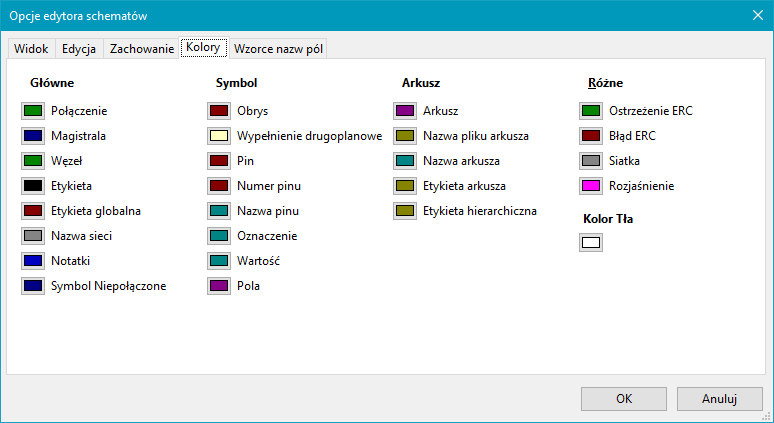 Opcje edytora schematów
Widok Edycja Zachowanie Kolory Wzorce nazw pól
Główne
Połączenie
Magistrala
Węzeł
Etykieta
Etykieta globalna
Nazwa sieci
Notatki
Symbol Niepołączone
Symbol
Obrys
Wypełnienie drugoplanowe
Pin
Numer pinu
Nazwa pinu
Oznaczenie
Wartość
Pola
Arkusz
Arkusz
Nazwa pliku arkusza
Nazwa arkusza
Etykieta arkusza
Etykieta hierarchiczna
Różne
Ostrzeżenie ERC
Błąd ERC
Siatka
Rozjaśnienie
Kolor Tła
OK Anuluj